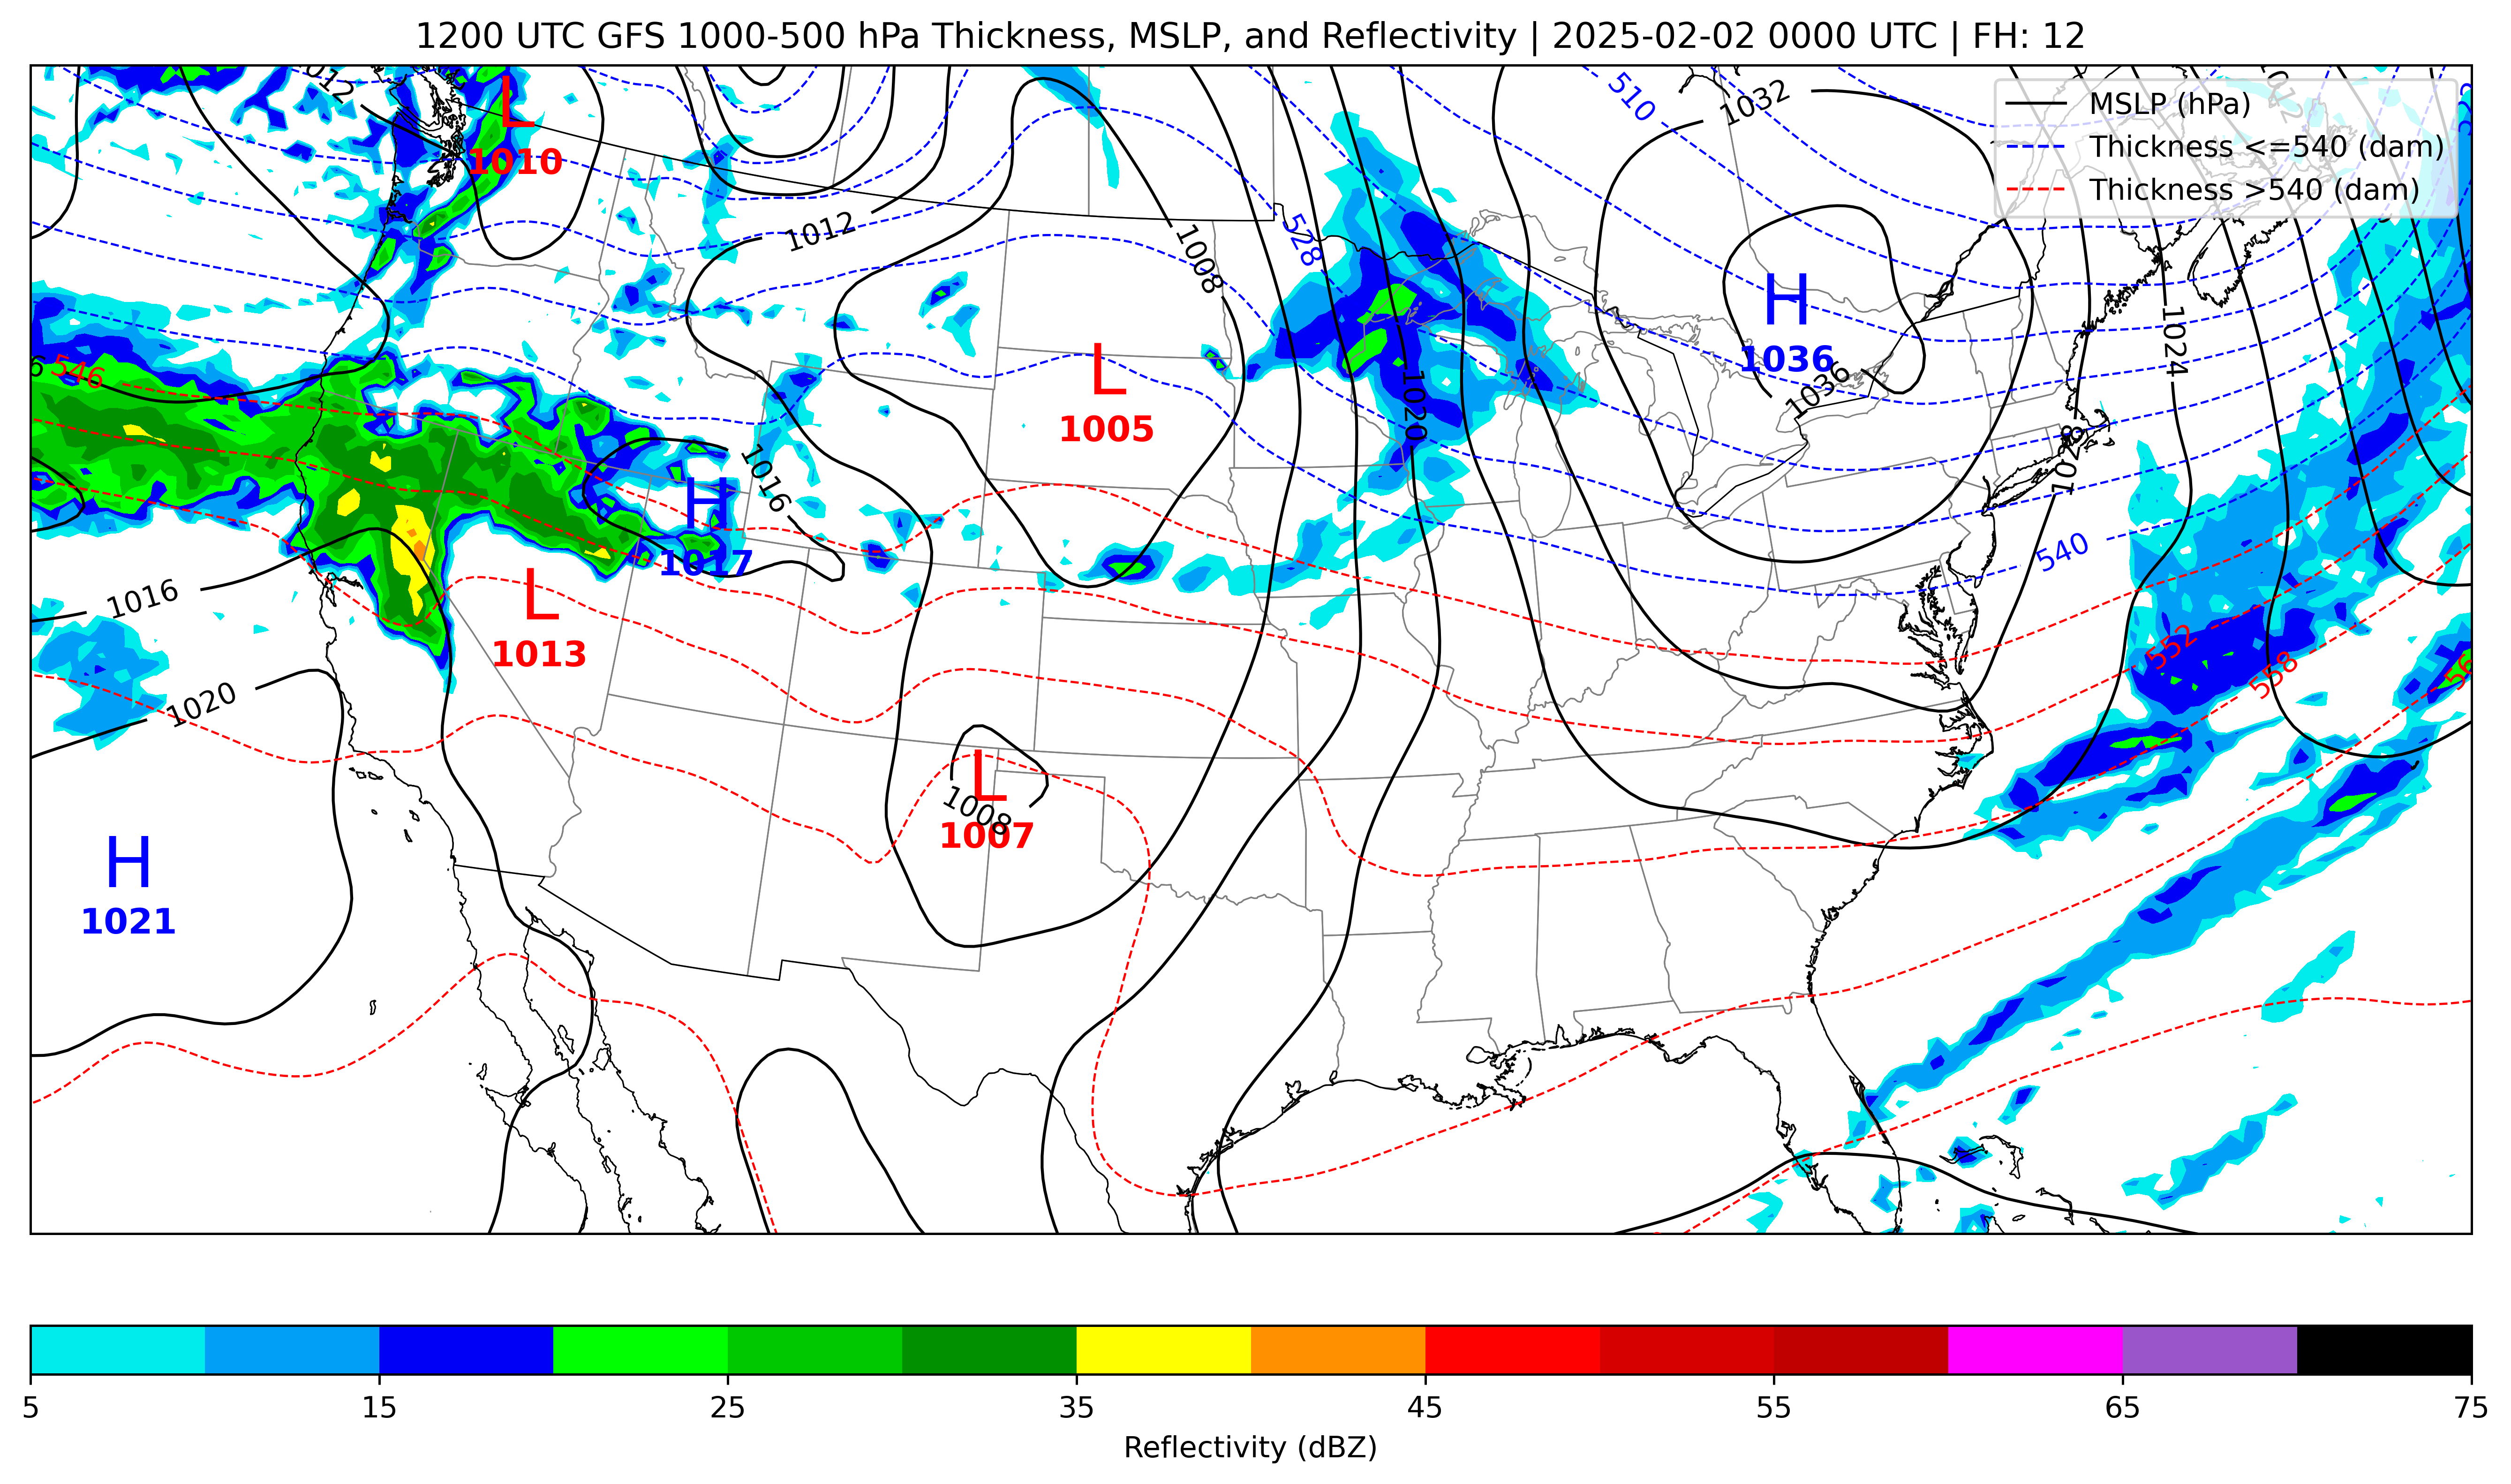 1200 UTC GFS 1000-500 hPa Thickness, MSLP, and Reflectivity | 2025-02-02 0000 UTC | FH: 12
MSLP (hPa)
Thickness <=540 (dam)
Thickness >540 (dam)
1012
510
1032
1012
L
1010
1012
1008
528
H
1036
1036
1024
546
L
1005
1020
1028
1016
H
1017
540
1016
L
1013
552
558
1020
L
1008
1007
H
1021
5
15
25
35
45
55
65
75
Reflectivity (dBZ)